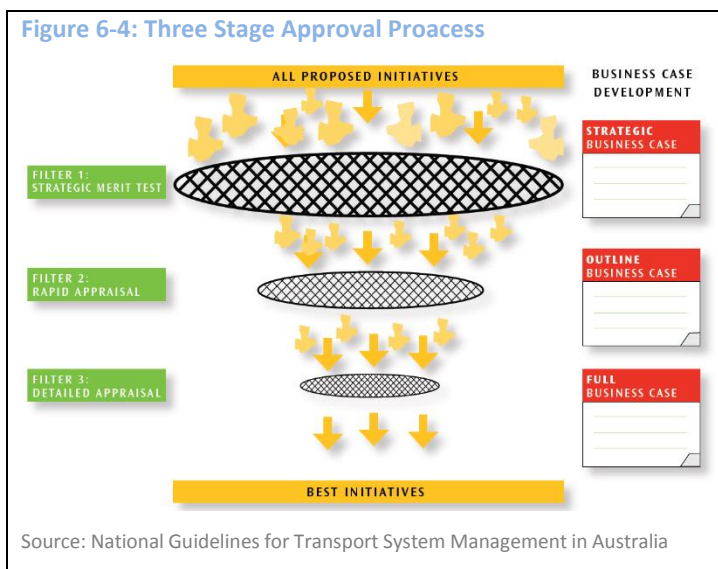 Figure 6-4: Three Stage Approval Proacess
ALL PROPOSED INITIATIVES
BUSINESS CASE
DEVELOPMENT
STRATEGIC
BUSINESS CASE
FILTER 1:
STRATEGIC MERIT TEST
OUTLINE
BUSINESS CASE
FILTER 2:
RAPID APPRAISAL
FILTER 3:
DETAILED APPRAISAL
FULL
BUSINESS CASE
BEST INITIATIVES
Source: National Guidelines for Transport System Management in Australia